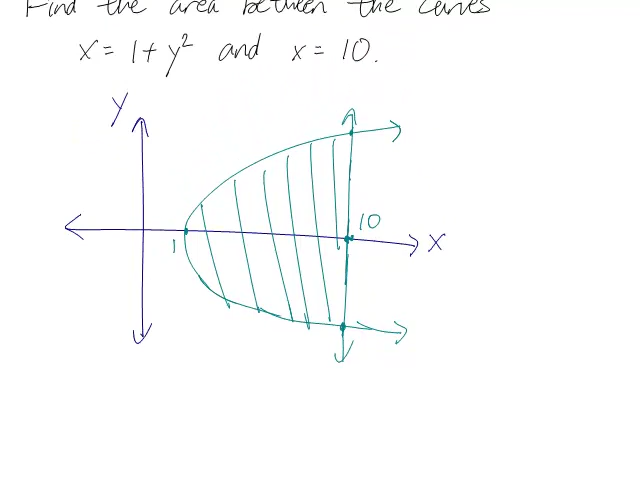 Find the area between the curves
x = 1 + y² and x = 10.
y
10
1
x